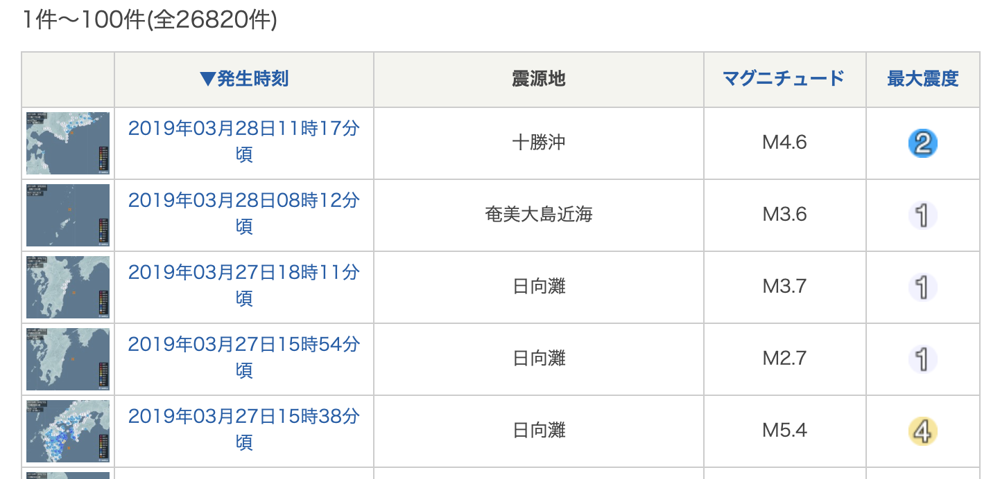 1件〜100件(全26820件)
▼発生時刻 震源地 マグニチュード 最大震度
2019年03月28日11時17分
頃
十勝沖 M4.6 2
2019年03月28日08時12分
頃
奄美大島近海 M3.6 1
2019年03月27日18時11分
頃
日向灘 M3.7 1
2019年03月27日15時54分
頃
日向灘 M2.7 1
2019年03月27日15時38分
頃
日向灘 M5.4 4